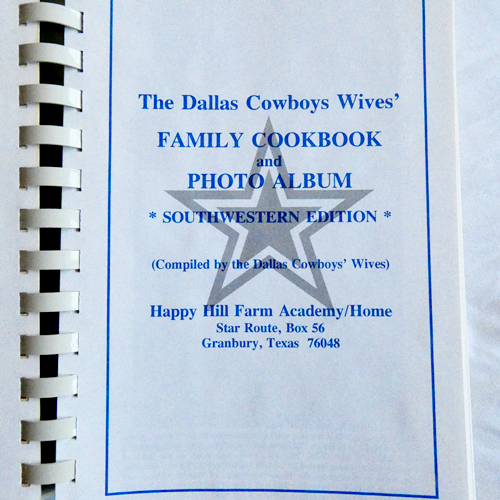 The Dallas Cowboys Wives'
FAMILY COOKBOOK
and
PHOTO ALBUM
* SOUTHWESTERN EDITION *
(Compiled by the Dallas Cowboys' Wives)
Happy Hill Farm Academy/Home
Star Route, Box 56
Granbury, Texas 76048